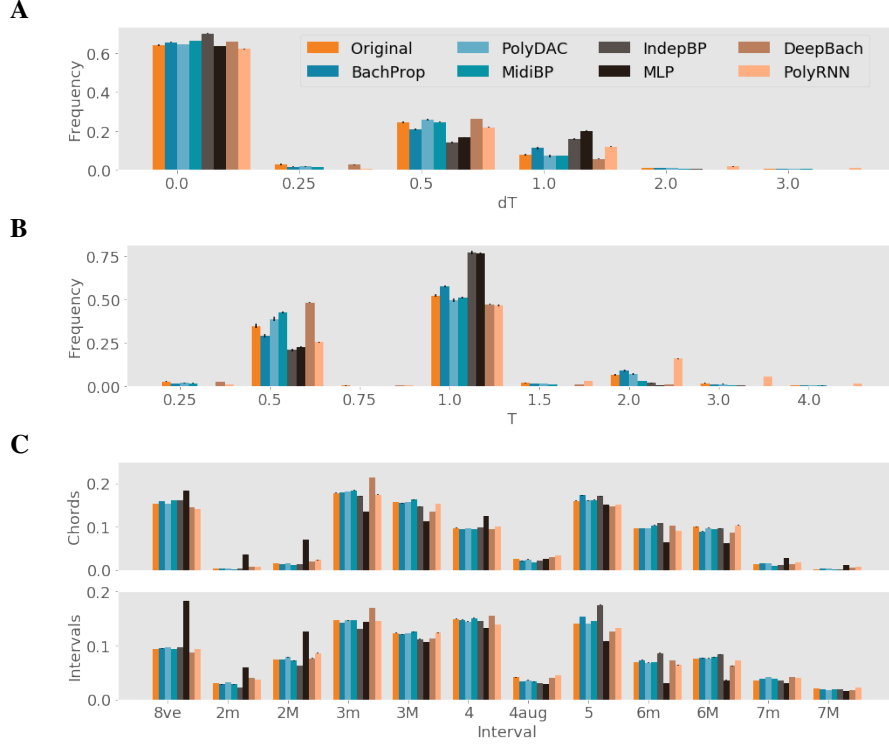 A
Original PolyDAC IndepBP DeepBach
BachProp MidiBP MLP PolyRNN
Frequency
0.6
0.4
0.2
0.0
0.0 0.25 0.5 1.0 2.0 3.0
dT
B
Frequency
0.75
0.50
0.25
0.00
0.25 0.5 0.75 1.0 1.5 2.0 3.0 4.0
T
C
Chords
0.2
0.1
0.0
Intervals
0.2
0.1
0.0
8ve 2m 2M 3m 3M 4 4aug 5 6m 6M 7m 7M
Interval